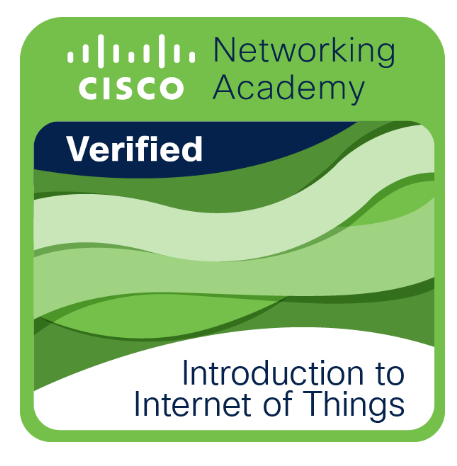 Networking
CISCO Academy
Verified
Introduction to
Internet of Things